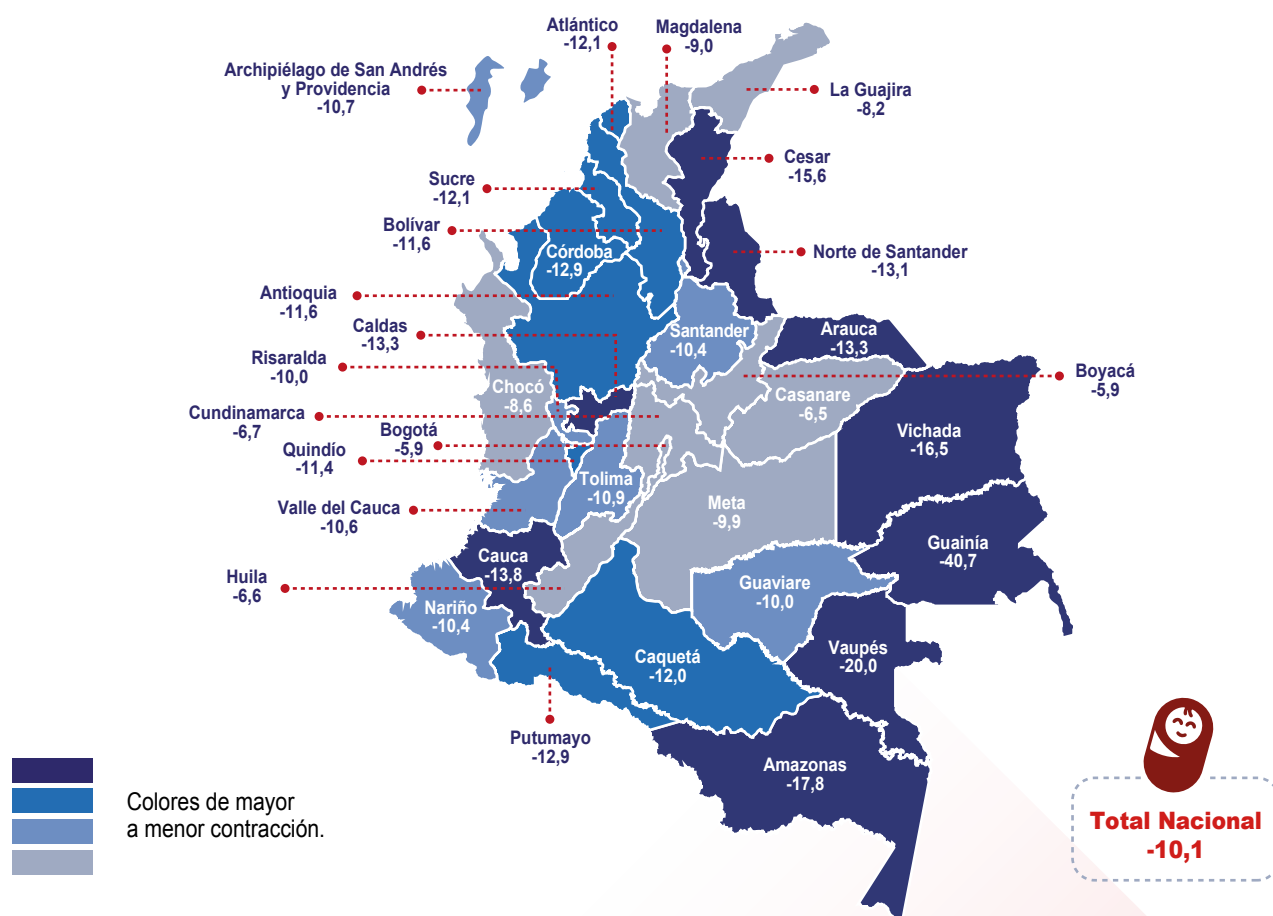 Atlántico
-12,1
Magdalena
-9,0
Archipiélago de San Andrés
y Providencia
-10,7
La Guajira
-8,2
Cesar
-15,6
Sucre
-12,1
Bolívar
-11,6
Córdoba
-12,9
Norte de Santander
-13,1
Antioquia
-11,6
Caldas
-13,3
Santander
-10,4
Arauca
-13,3
Risaralda
-10,0
Boyacá
-5,9
Chocó
-8,6
Casanare
-6,5
Cundinamarca
-6,7
Bogotá
-5,9
Vichada
-16,5
Quindío
-11,4
Tolima
-10,9
Valle del Cauca
-10,6
Meta
-9,9
Guainía
-40,7
Cauca
-13,8
Huila
-6,6
Guaviare
-10,0
Nariño
-10,4
Caquetá
-12,0
Vaupés
-20,0
Putumayo
-12,9
Amazonas
-17,8
Colores de mayor
a menor contracción.
Total Nacional
-10,1